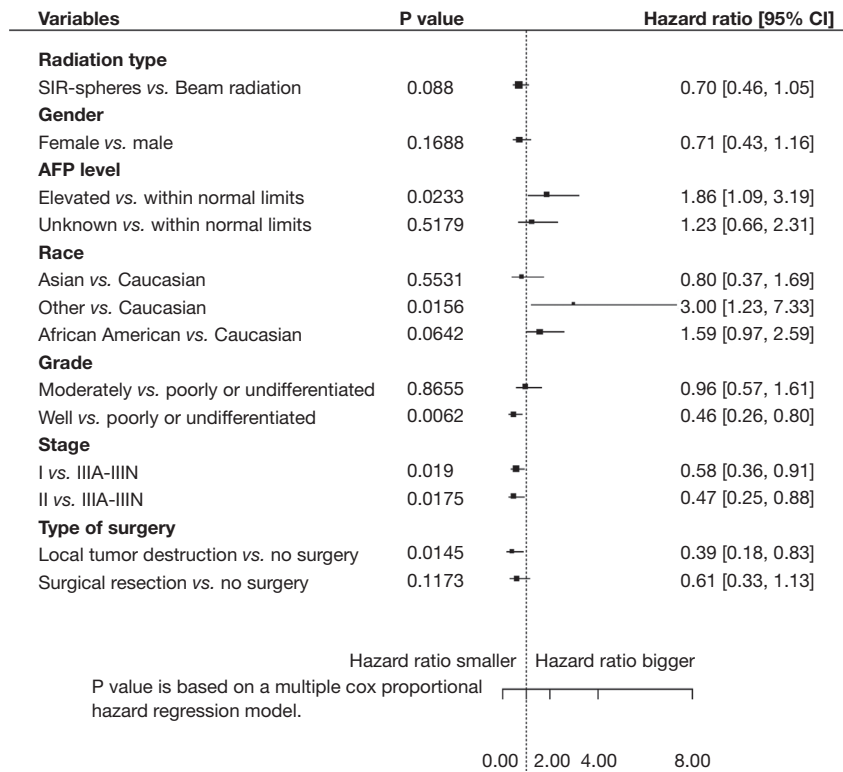 Variables P value Hazard ratio [95% CI]
Radiation type
SIR-spheres vs. Beam radiation 0.088 0.70 [0.46, 1.05]
Gender
Female vs. male 0.1688 0.71 [0.43, 1.16]
AFP level
Elevated vs. within normal limits 0.0233 1.86 [1.09, 3.19]
Unknown vs. within normal limits 0.5179 1.23 [0.66, 2.31]
Race
Asian vs. Caucasian 0.5531 0.80 [0.37, 1.69]
Other vs. Caucasian 0.0156 3.00 [1.23, 7.33]
African American vs. Caucasian 0.0642 1.59 [0.97, 2.59]
Grade
Moderately vs. poorly or undifferentiated 0.8655 0.96 [0.57, 1.61]
Well vs. poorly or undifferentiated 0.0062 0.46 [0.26, 0.80]
Stage
I vs. IIIA-IIIN 0.019 0.58 [0.36, 0.91]
II vs. IIIA-IIIN 0.0175 0.47 [0.25, 0.88]
Type of surgery
Local tumor destruction vs. no surgery 0.0145 0.39 [0.18, 0.83]
Surgical resection vs. no surgery 0.1173 0.61 [0.33, 1.13]
Hazard ratio smaller Hazard ratio bigger
P value is based on a multiple cox proportional
hazard regression model.
0.00 2.00 4.00 8.00